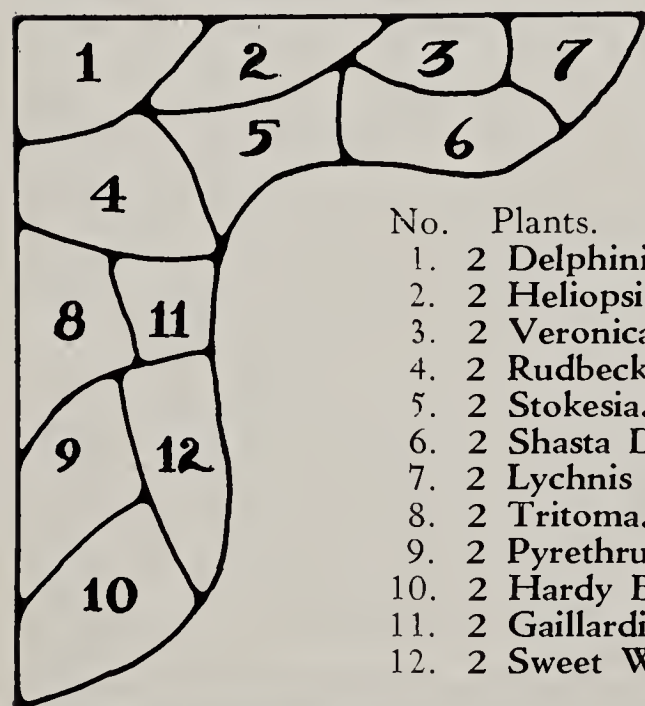 1
2
3
7
5
6
4
8
11
9
12
10
No. Plants.
1. 2 Delphini
2. 2 Heliopsi
3. 2 Veronica
4. 2 Rudbeck
5. 2 Stokesia.
6. 2 Shasta D
7. 2 Lychnis
8. 2 Tritoma.
9. 2 Pyrethru
10. 2 Hardy
11. 2 Gaillardi
12. 2 Sweet W